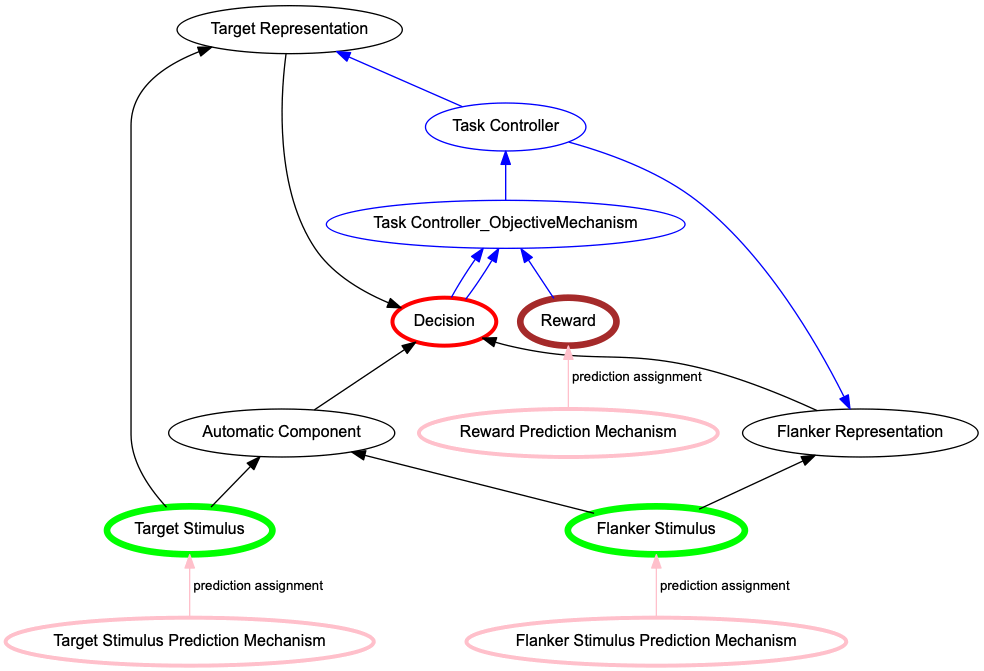 Target Representation
Task Controller
Task Controller_ObjectiveMechanism
Decision
Reward
prediction assignment
Automatic Component
Reward Prediction Mechanism
Flanker Representation
Target Stimulus
Flanker Stimulus
prediction assignment
prediction assignment
Target Stimulus Prediction Mechanism
Flanker Stimulus Prediction Mechanism